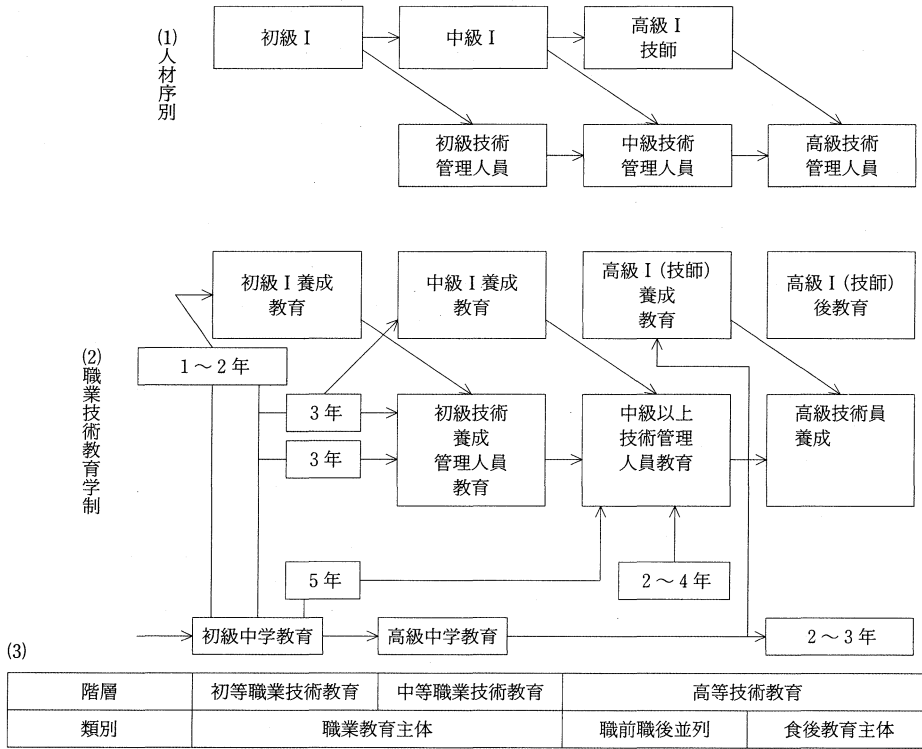 (1)人材序別
初級Ⅰ
中級Ⅰ
高級Ⅰ
技師
初級技術
管理人員
中級技術
管理人員
高級技術
管理人員
(2)職業技術教育学制
初級Ⅰ養成
教育
中級Ⅰ養成
教育
高級Ⅰ(技師)
養成
教育
高級Ⅰ(技師)
後教育
1～2年
3年
3年
初級技術
養成
管理人員
教育
中級以上
技術管理
人員教育
高級技術員
養成
5年
2～4年
初級中学教育
高級中学教育
2～3年
(3)
階層 初等職業技術教育 中等職業技術教育 高等技術教育
類別 職業教育主体 職前職後並列 食後教育主体